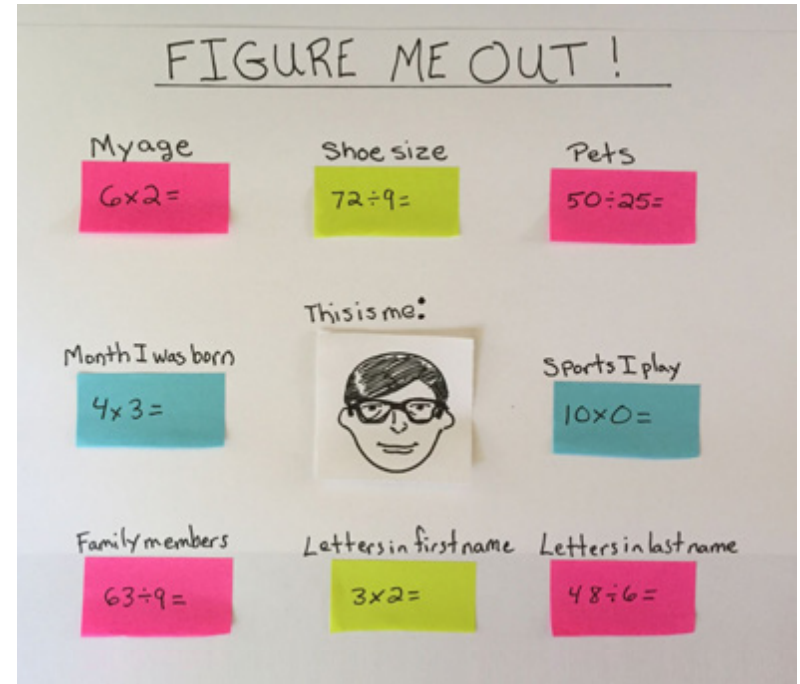 FIGURE ME OUT!
My age
Shoe size
Pets
6x2=
72÷9=
50÷25=
This is me:
Month I was born
Sports I play
4x3=
10x0=
Family members
Letters in first name
Letters in last name
63÷9=
3x2=
48÷6=